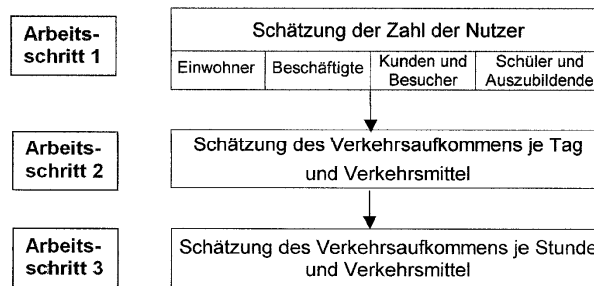 Arbeits-
schritt 1
Schätzung der Zahl der Nutzer
Einwohner
Beschäftigte
Kunden und
Besucher
Schüler und
Auszubildende
Arbeits-
schritt 2
Schätzung des Verkehrsaufkommens je Tag
und Verkehrsmittel
Arbeits-
schritt 3
Schätzung des Verkehrsaufkommens je Stunde
und Verkehrsmittel